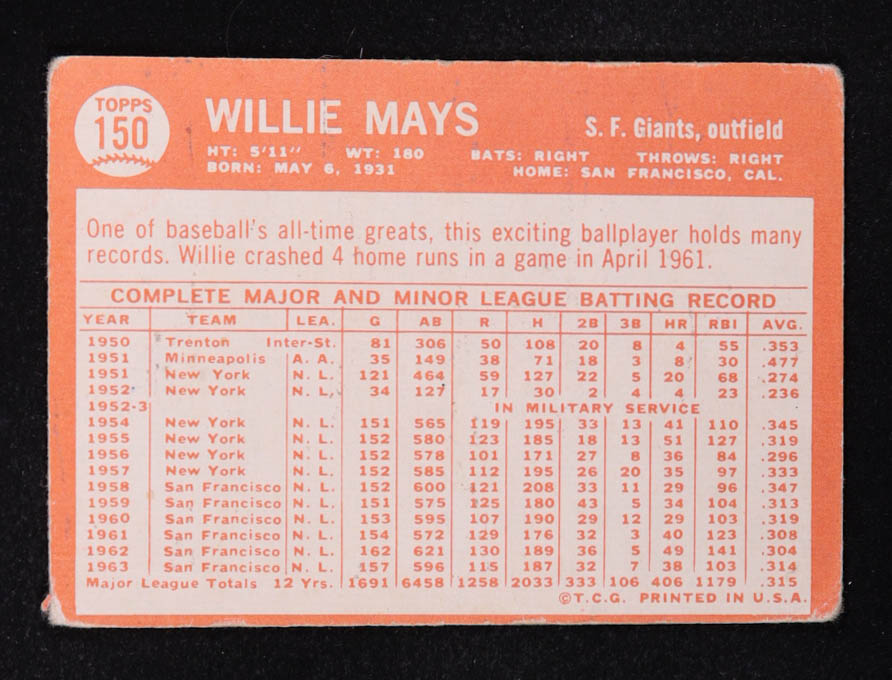 TOPPS
150
WILLIE MAYS
S. F. Giants, outfield
HT: 5'11" WT: 180 BATS: RIGHT THROWS: RIGHT
BORN: MAY 6, 1931 HOME: SAN FRANCISCO, CAL.
One of baseball's all-time greats, this exciting ballplayer holds many
records. Willie crashed 4 home runs in a game in April 1961.
COMPLETE MAJOR AND MINOR LEAGUE BATTING RECORD
YEAR TEAM LEA. G AB R H 2B 3B HR RBI AVG.
1950 Trenton Inter-St. 81 306 50 108 20 8 4 55 .353
1951 Minneapolis A. A. 35 149 38 71 18 3 8 30 .477
1951 New York N. L. 121 464 59 127 22 5 20 68 .274
1952 New York N. L. 34 127 17 30 2 4 4 23 .236
1952-3 IN MILITARY SERVICE
1954 New York N. L. 151 565 119 195 33 13 41 110 .345
1955 New York N. L. 152 580 123 185 18 13 51 127 .319
1956 New York N. L. 152 578 101 171 27 8 36 84 .296
1957 New York N. L. 152 585 112 195 26 20 35 97 .333
1958 San Francisco N. L. 152 600 121 208 33 11 29 96 .347
1959 San Francisco N. L. 151 575 125 180 43 5 34 104 .313
1960 San Francisco N. L. 153 595 107 190 29 12 29 103 .319
1961 San Francisco N. L. 154 572 129 176 32 3 40 123 .308
1962 San Francisco N. L. 162 621 130 189 36 5 49 141 .304
1963 San Francisco N. L. 157 596 115 187 32 7 38 103 .314
Major League Totals 12 Yrs. 1691 6458 1258 2033 333 106 406 1179 .315
©T.C.G. PRINTED IN U.S.A.